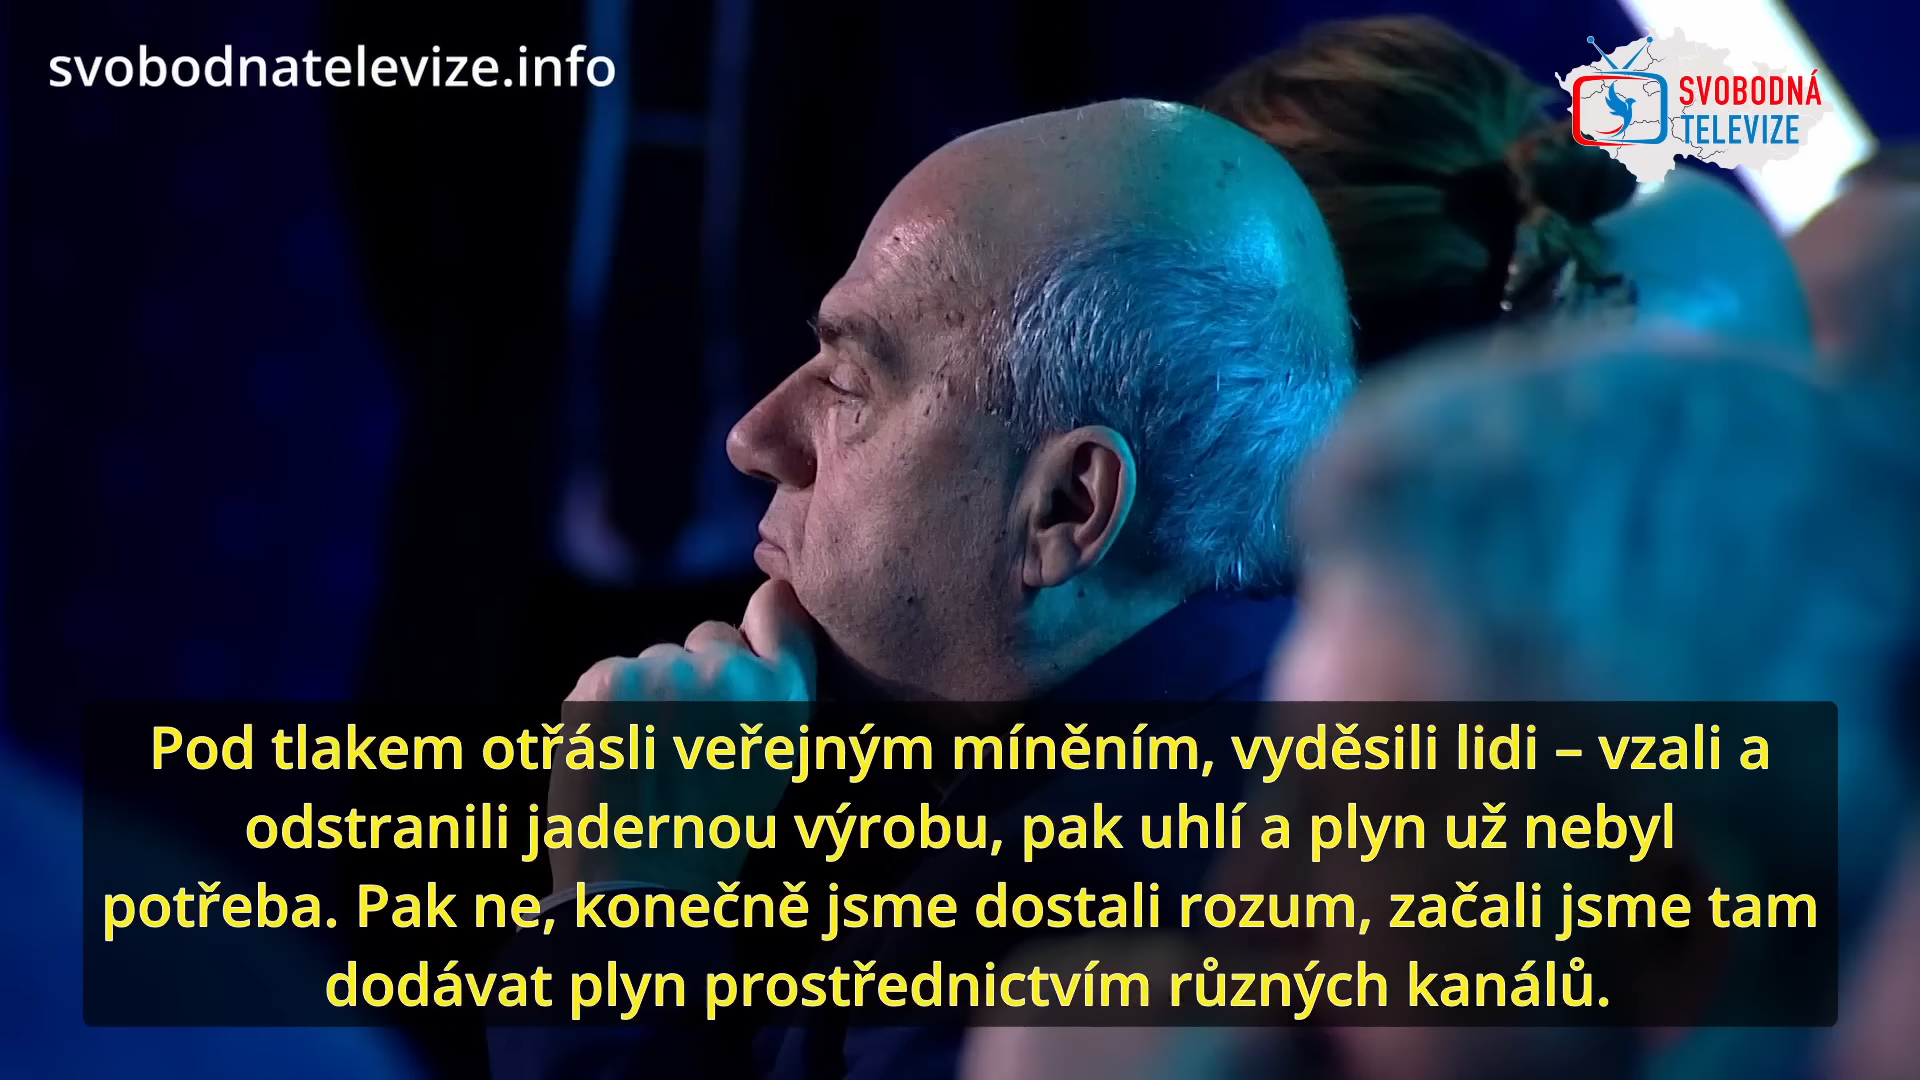 svobodnatelevize.info
SVOBODNÁ
TELEVIZE
Pod tlakem otřásli veřejným míněním, vyděsili lidi – vzali a
odstranili jadernou výrobu, pak uhlí a plyn už nebyl
potřeba. Pak ne, konečně jsme dostali rozum, začali jsme tam
dodávat plyn prostřednictvím různých kanálů.